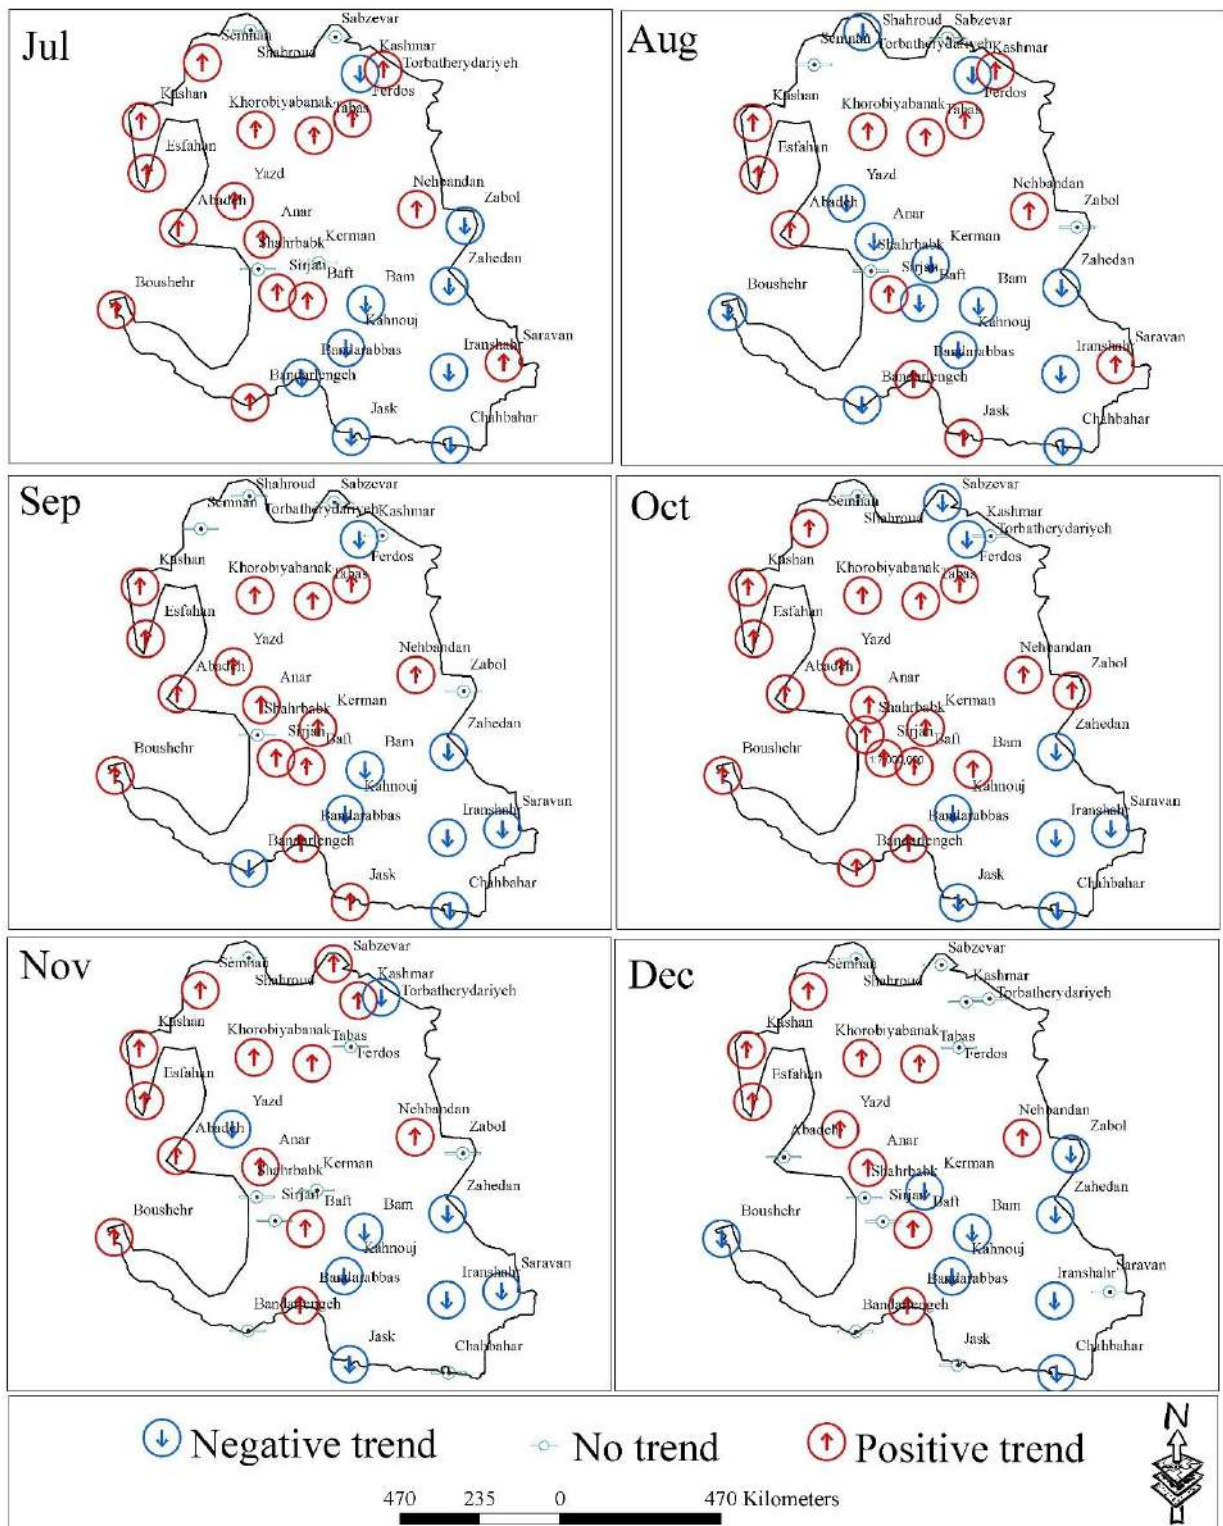 Jul
Sabzevar
Semnan
Shahroud
Kashmar
Torbatherydariyeh
Ferdos
Kashan
Khorobiyabanak
Tabas
Esfahan
Yazd
Nehbandan
Abadeh
Zabol
Anar
Kerman
Shahrbabk
Sirjan
Baft
Zahedan
Boushehr
Bam
Kahnouj
Saravan
Bandarabbas
Iranshahr
Bandarlengeh
Jask
Chahbahar
Aug
Shahroud
Sabzevar
Semnan
Torbatherydariyeh
Kashmar
Ferdos
Kashan
Khorobiyabanak
Tabas
Esfahan
Yazd
Nehbandan
Abadeh
Zabol
Anar
Kerman
Shahrbabk
Sirjan
Baft
Zahedan
Boushehr
Bam
Kahnouj
Saravan
Bandarabbas
Iranshahr
Bandarlengeh
Jask
Chahbahar
Sep
Shahroud
Sabzevar
Semnan
Torbatherydariyeh
Kashmar
Ferdos
Kashan
Khorobiyabanak
Tabas
Esfahan
Yazd
Nehbandan
Abadeh
Zabol
Anar
Kerman
Shahrbabk
Sirjan
Baft
Zahedan
Boushehr
Bam
Kahnouj
Saravan
Bandarabbas
Iranshahr
Bandarlengeh
Jask
Chahbahar
Oct
Sabzevar
Semnan
Shahroud
Kashmar
Torbatherydariyeh
Ferdos
Kashan
Khorobiyabanak
Tabas
Esfahan
Yazd
Nehbandan
Abadeh
Zabol
Anar
Kerman
Shahrbabk
Sirjan
Baft
Zahedan
1:7,000,000
Boushehr
Bam
Kahnouj
Saravan
Bandarabbas
Iranshahr
Bandarlengeh
Jask
Chahbahar
Nov
Sabzevar
Semnan
Shahroud
Kashmar
Torbatherydariyeh
Kashan
Khorobiyabanak
Tabas
Ferdos
Esfahan
Yazd
Nehbandan
Abadeh
Zabol
Anar
Kerman
Shahrbabk
Sirjan
Baft
Zahedan
Boushehr
Bam
Kahnouj
Saravan
Bandarabbas
Iranshahr
Bandarlengeh
Jask
Chahbahar
Dec
Sabzevar
Semnan
Shahroud
Kashmar
Torbatherydariyeh
Kashan
Khorobiyabanak
Tabas
Ferdos
Esfahan
Yazd
Nehbandan
Abadeh
Zabol
Anar
Kerman
Shahrbabk
Sirjan
Baft
Zahedan
Boushehr
Bam
Kahnouj
Saravan
Bandarabbas
Iranshahr
Bandarlengeh
Jask
Chahbahar
Negative trend No trend Positive trend
N
470 235 0 470 Kilometers